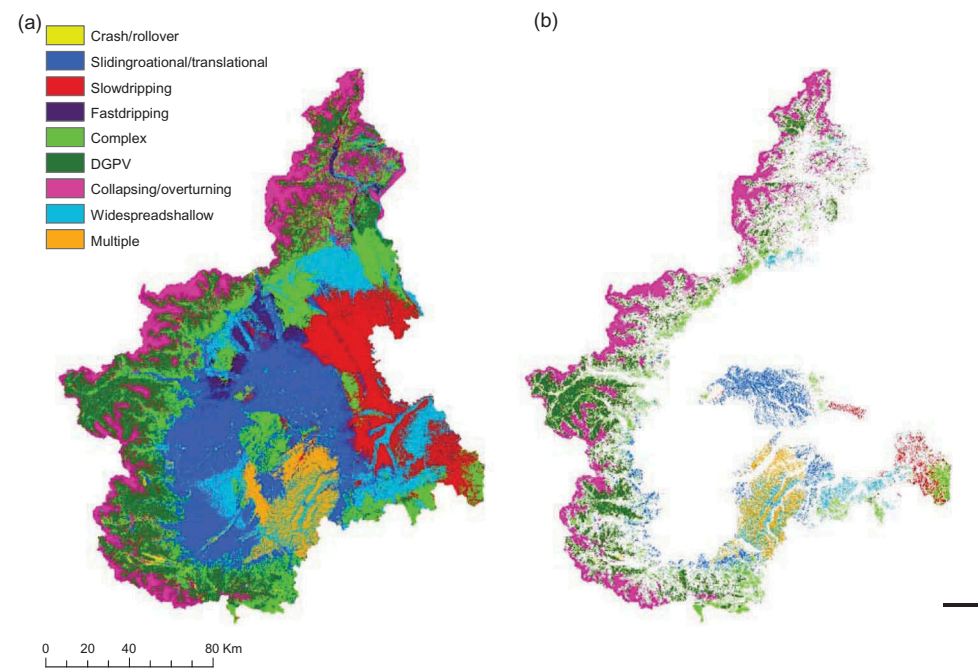 (a)
(b)
Crash/rollover
Slidingroational/translational
Slowdripping
Fastdripping
Complex
DGPV
Collapsing/overturning
Widespreadshallow
Multiple
0 20 40 80 Km